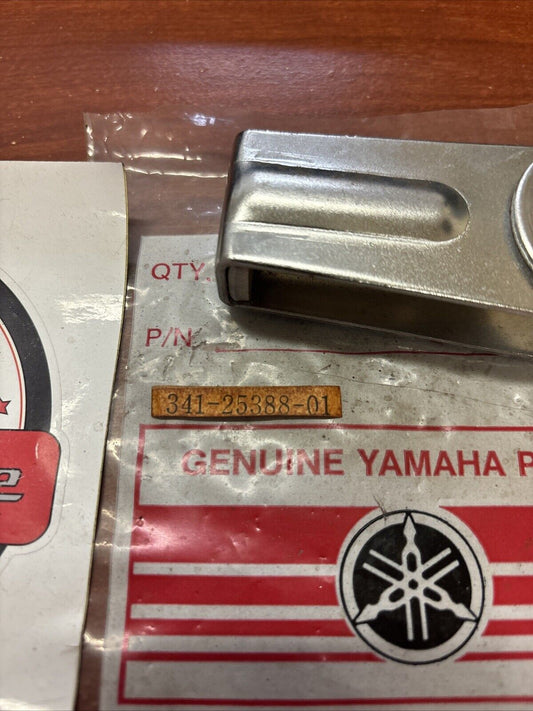 QTY.
P/N
341-25388-01
GENUINE YAMAHA P
e